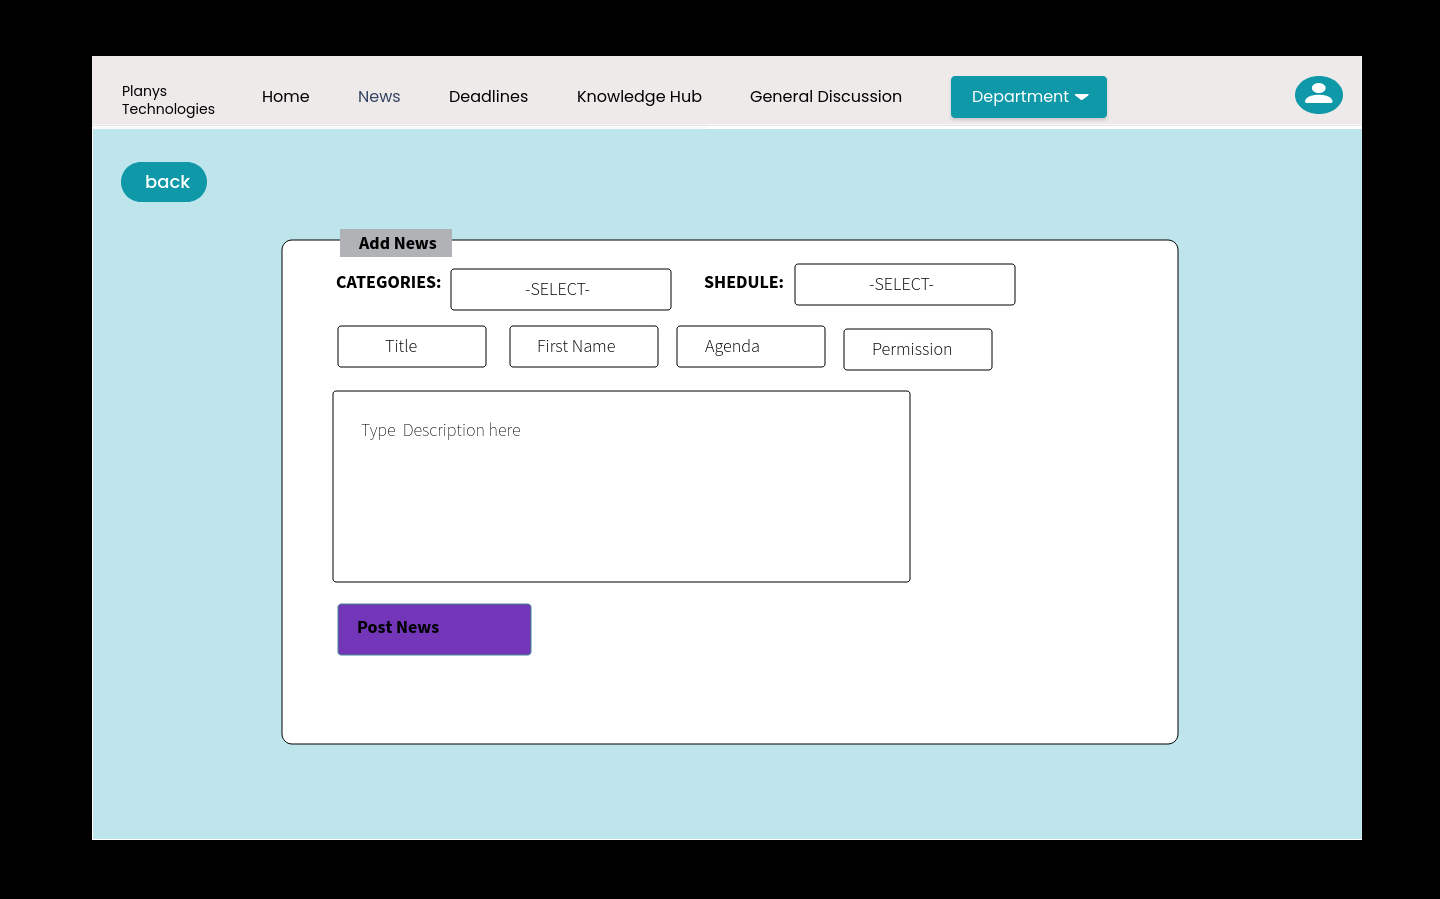 Planys
Technologies
Home News Deadlines Knowledge Hub General Discussion Department
back
Add News
CATEGORIES: -SELECT- SHEDULE: -SELECT-
Title First Name Agenda Permission
Type Description here
Post News